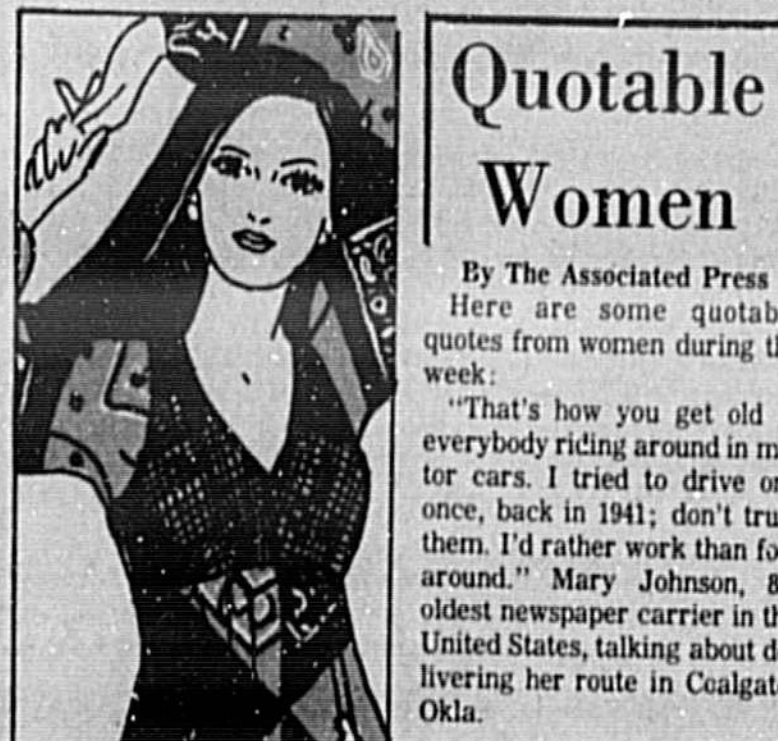 Quotable
Women
By The Associated Press
Here are some quotab
quotes from women during th
week:
"That's how you get old
everybody riding around in m
tor cars. I tried to drive on
once, back in 1941; don't tru
them. I'd rather work than fo
around." Mary Johnson, 8
oldest newspaper carrier in th
United States, talking about d
livering her route in Coalgat
Okla.